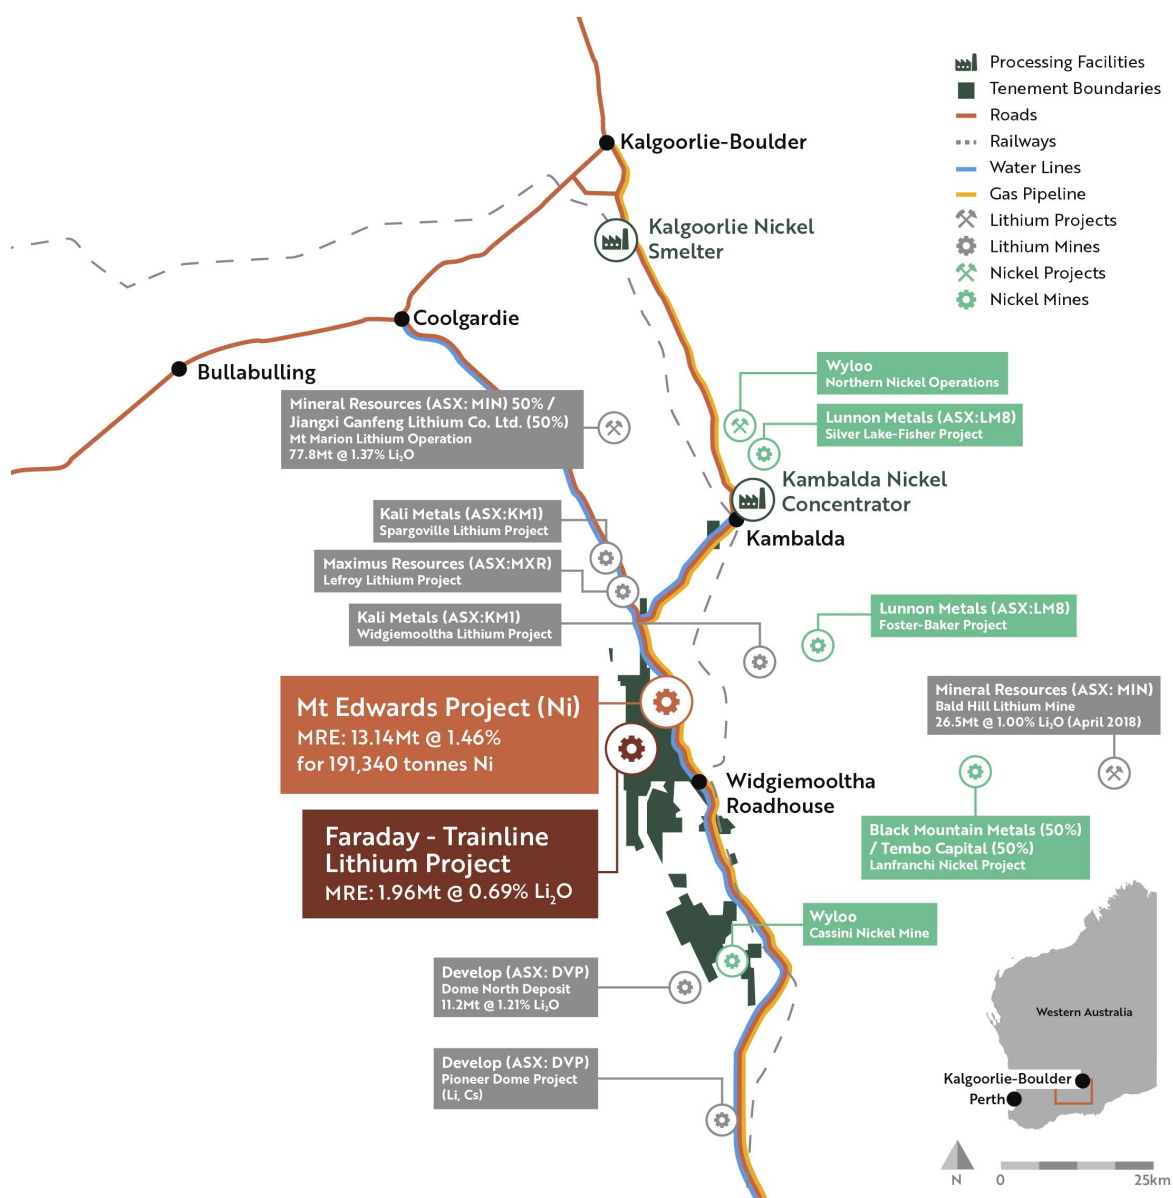 Processing Facilities
Tenement Boundaries
Roads
Railways
Water Lines
Gas Pipeline
Lithium Projects
Lithium Mines
Nickel Projects
Nickel Mines
Kalgoorlie-Boulder
Kalgoorlie Nickel
Smelter
Coolgardie
Bullabulling
Wyloo
Northern Nickel Operations
Mineral Resources (ASX: MIN) 50% /
Jiangxi Ganfeng Lithium Co. Ltd. (50%)
Mt Marion Lithium Operation
77.8Mt @ 1.37% Li₂O
Lunnon Metals (ASX:LM8)
Silver Lake-Fisher Project
Kambalda Nickel
Concentrator
Kambalda
Kali Metals (ASX:KM1)
Spargoville Lithium Project
Maximus Resources (ASX:MXR)
Lefroy Lithium Project
Kali Metals (ASX:KM1)
Widgiemooltha Lithium Project
Lunnon Metals (ASX:LM8)
Foster-Baker Project
Mt Edwards Project (Ni)
MRE: 13.14Mt @ 1.46%
for 191,340 tonnes Ni
Mineral Resources (ASX: MIN)
Bald Hill Lithium Mine
26.5Mt @ 1.00% Li₂O (April 2018)
Widgiemooltha
Roadhouse
Faraday - Trainline
Lithium Project
MRE: 1.96Mt @ 0.69% Li₂O
Black Mountain Metals (50%)
/ Tembo Capital (50%)
Lanfranchi Nickel Project
Wyloo
Cassini Nickel Mine
Develop (ASX: DVP)
Dome North Deposit
11.2Mt @ 1.21% Li₂O
Develop (ASX: DVP)
Pioneer Dome Project
(Li, Cs)
Western Australia
Kalgoorlie-Boulder
Perth
N
0
25km